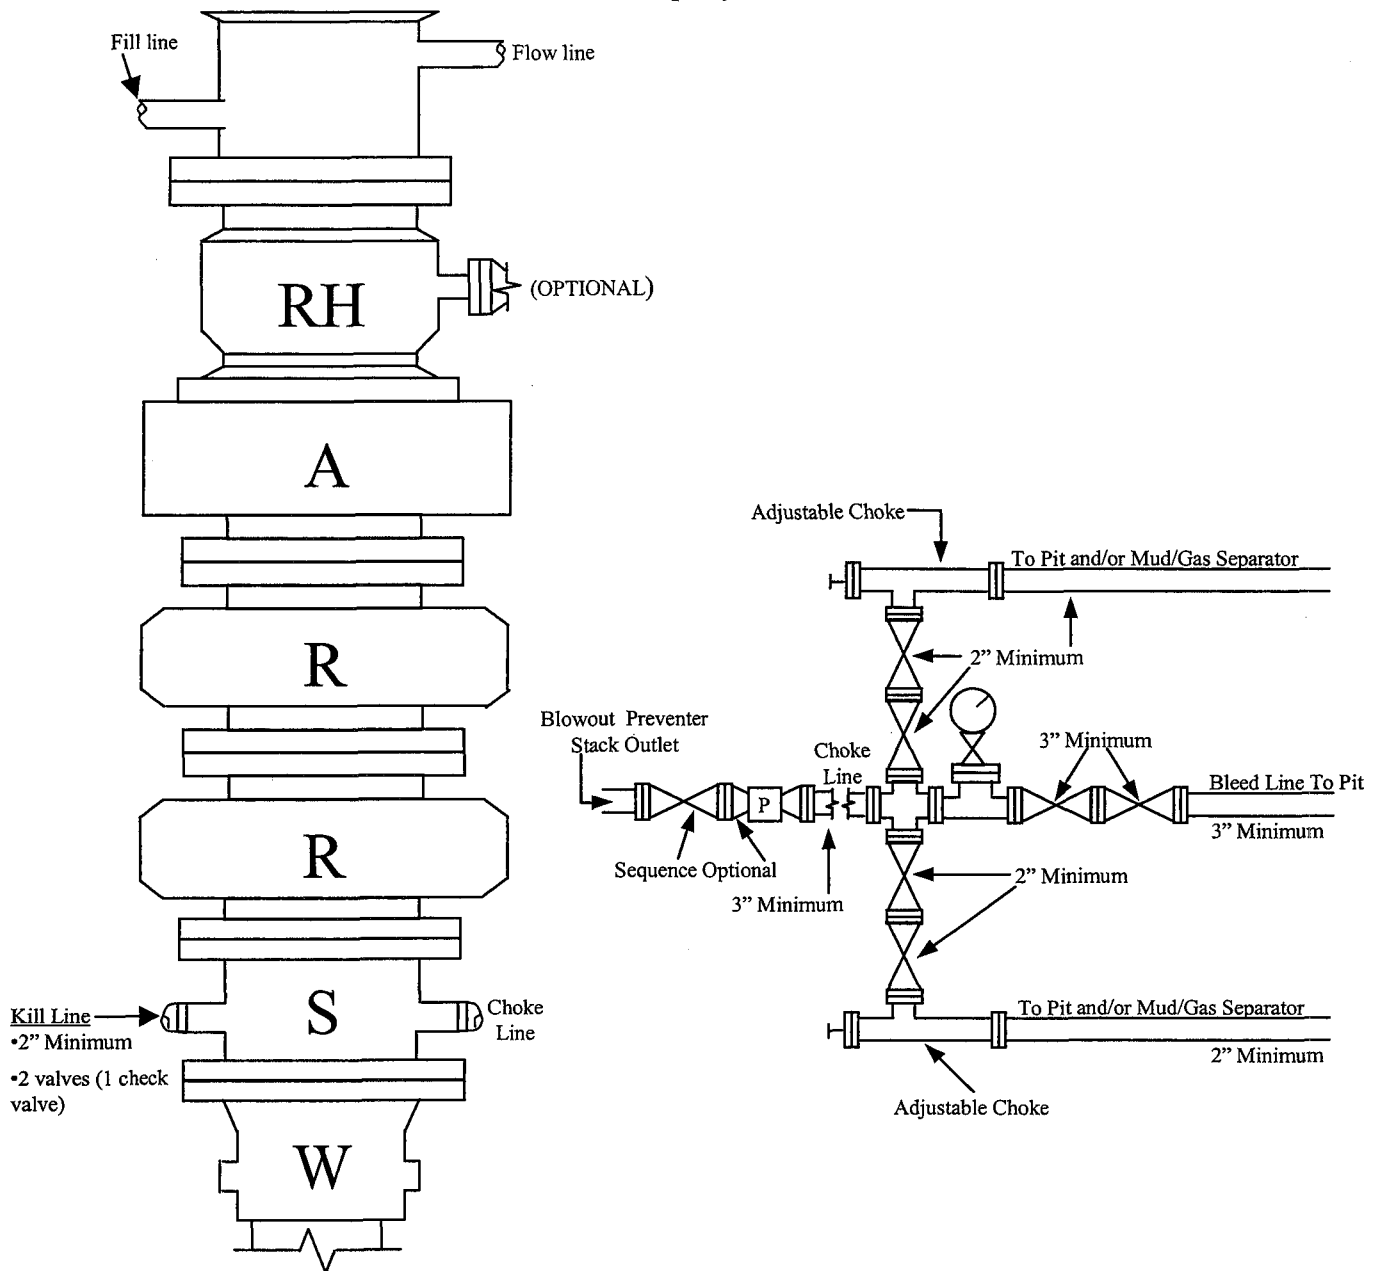 Fill line
Flow line
RH
(OPTIONAL)
A
R
R
S
Kill Line
•2” Minimum
•2 valves (1 check
valve)
Choke
Line
W
Adjustable Choke
To Pit and/or Mud/Gas Separator
2” Minimum
Blowout Preventer
Stack Outlet
Choke
Line
3” Minimum
Bleed Line To Pit
3” Minimum
P
Sequence Optional
3” Minimum
2” Minimum
To Pit and/or Mud/Gas Separator
2” Minimum
Adjustable Choke